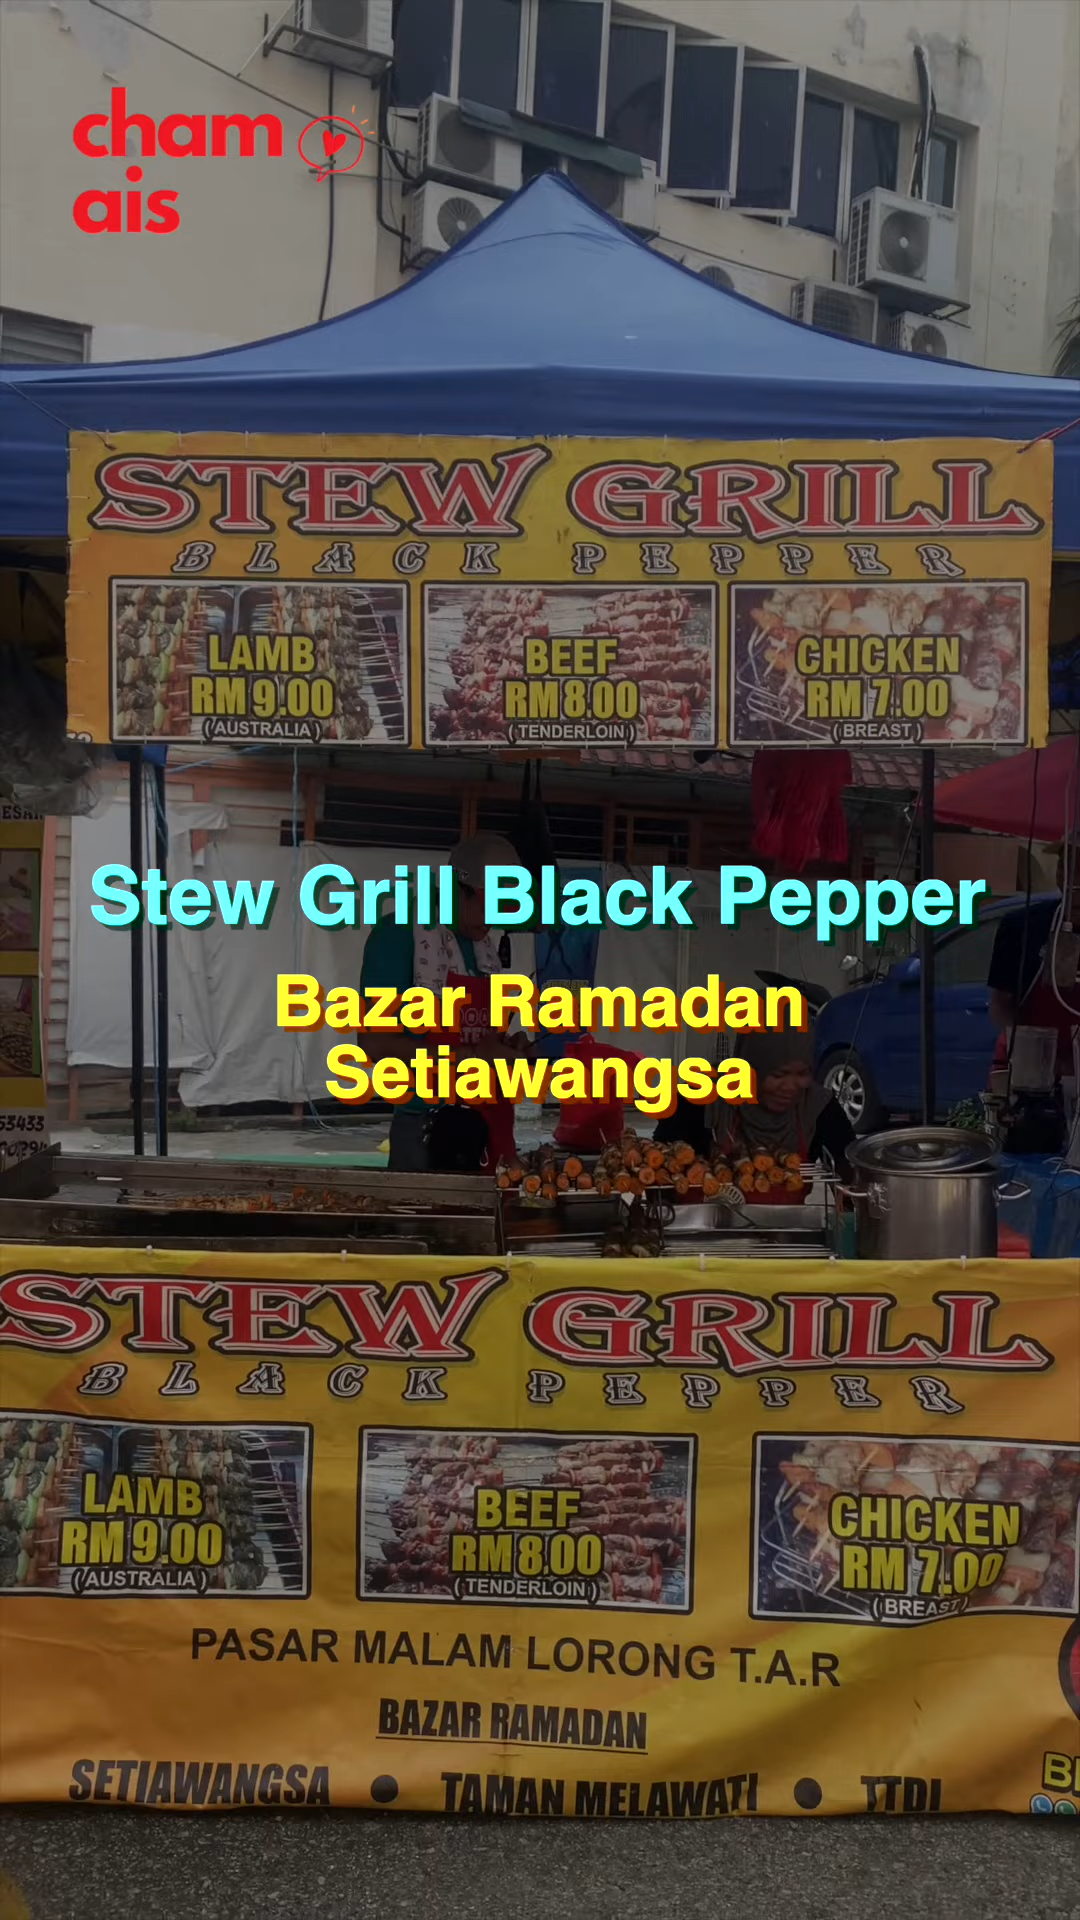 cham
ais
STEW GRILL
BLACK PEPPER
LAMB
RM 9.00
(AUSTRALIA)
BEEF
RM 8.00
(TENDERLOIN)
CHICKEN
RM 7.00
(BREAST)
Stew Grill Black Pepper
Bazar Ramadan
Setiawangsa
53433
STEW GRILL
BLACK PEPPER
LAMB
RM 9.00
(AUSTRALIA)
BEEF
RM 8.00
(TENDERLOIN)
CHICKEN
RM 7.00
(BREAST)
PASAR MALAM LORONG T.A.R
BAZAR RAMADAN
SETIAWANGSA ● TAMAN MELAWATI ● TTDI